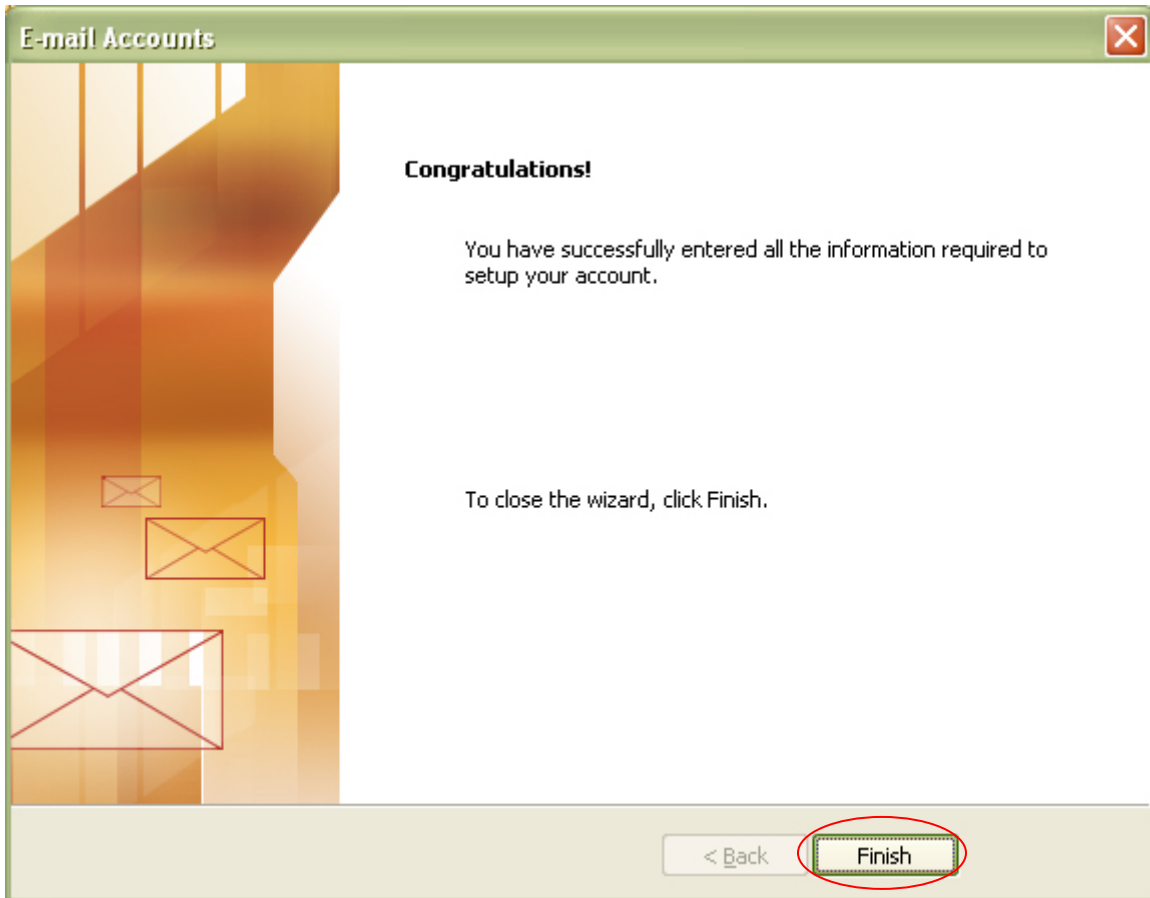 E-mail Accounts
Congratulations!
You have successfully entered all the information required to
setup your account.
To close the wizard, click Finish.
< Back
Finish